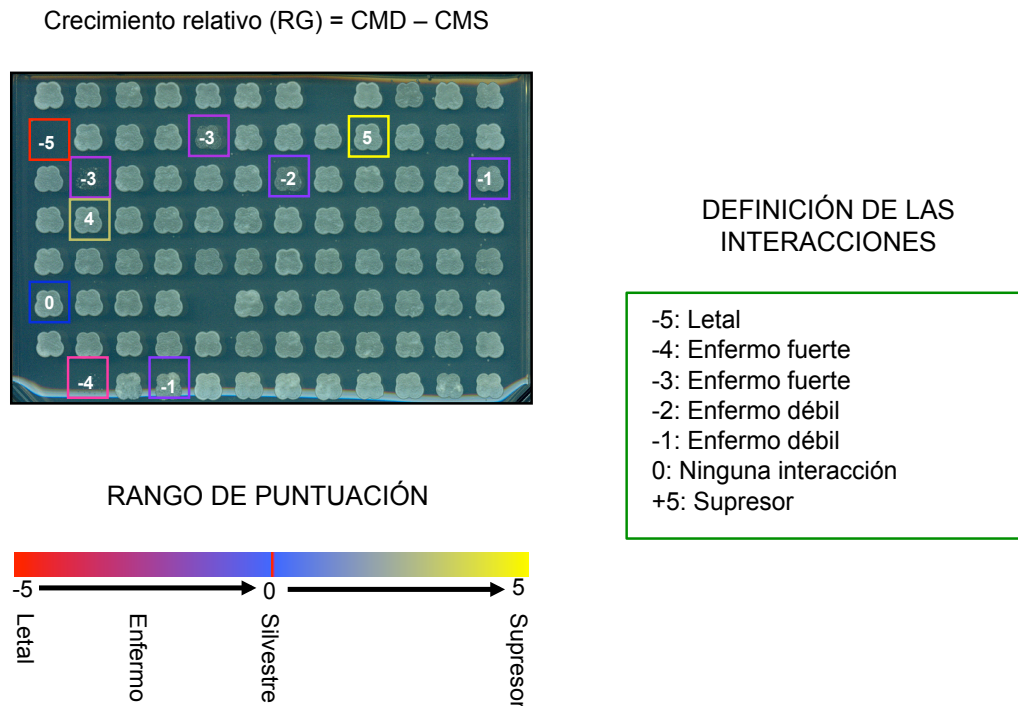 Crecimiento relativo (RG) = CMD – CMS
-5
-3
5
-3
-2
-1
4
0
-4
-1
DEFINICIÓN DE LAS
INTERACCIONES
-5: Letal
-4: Enfermo fuerte
-3: Enfermo fuerte
-2: Enfermo débil
-1: Enfermo débil
0: Ninguna interacción
+5: Supresor
RANGO DE PUNTUACIÓN
-5
0
5
Letal
Enfermo
Silvestre
Supresor